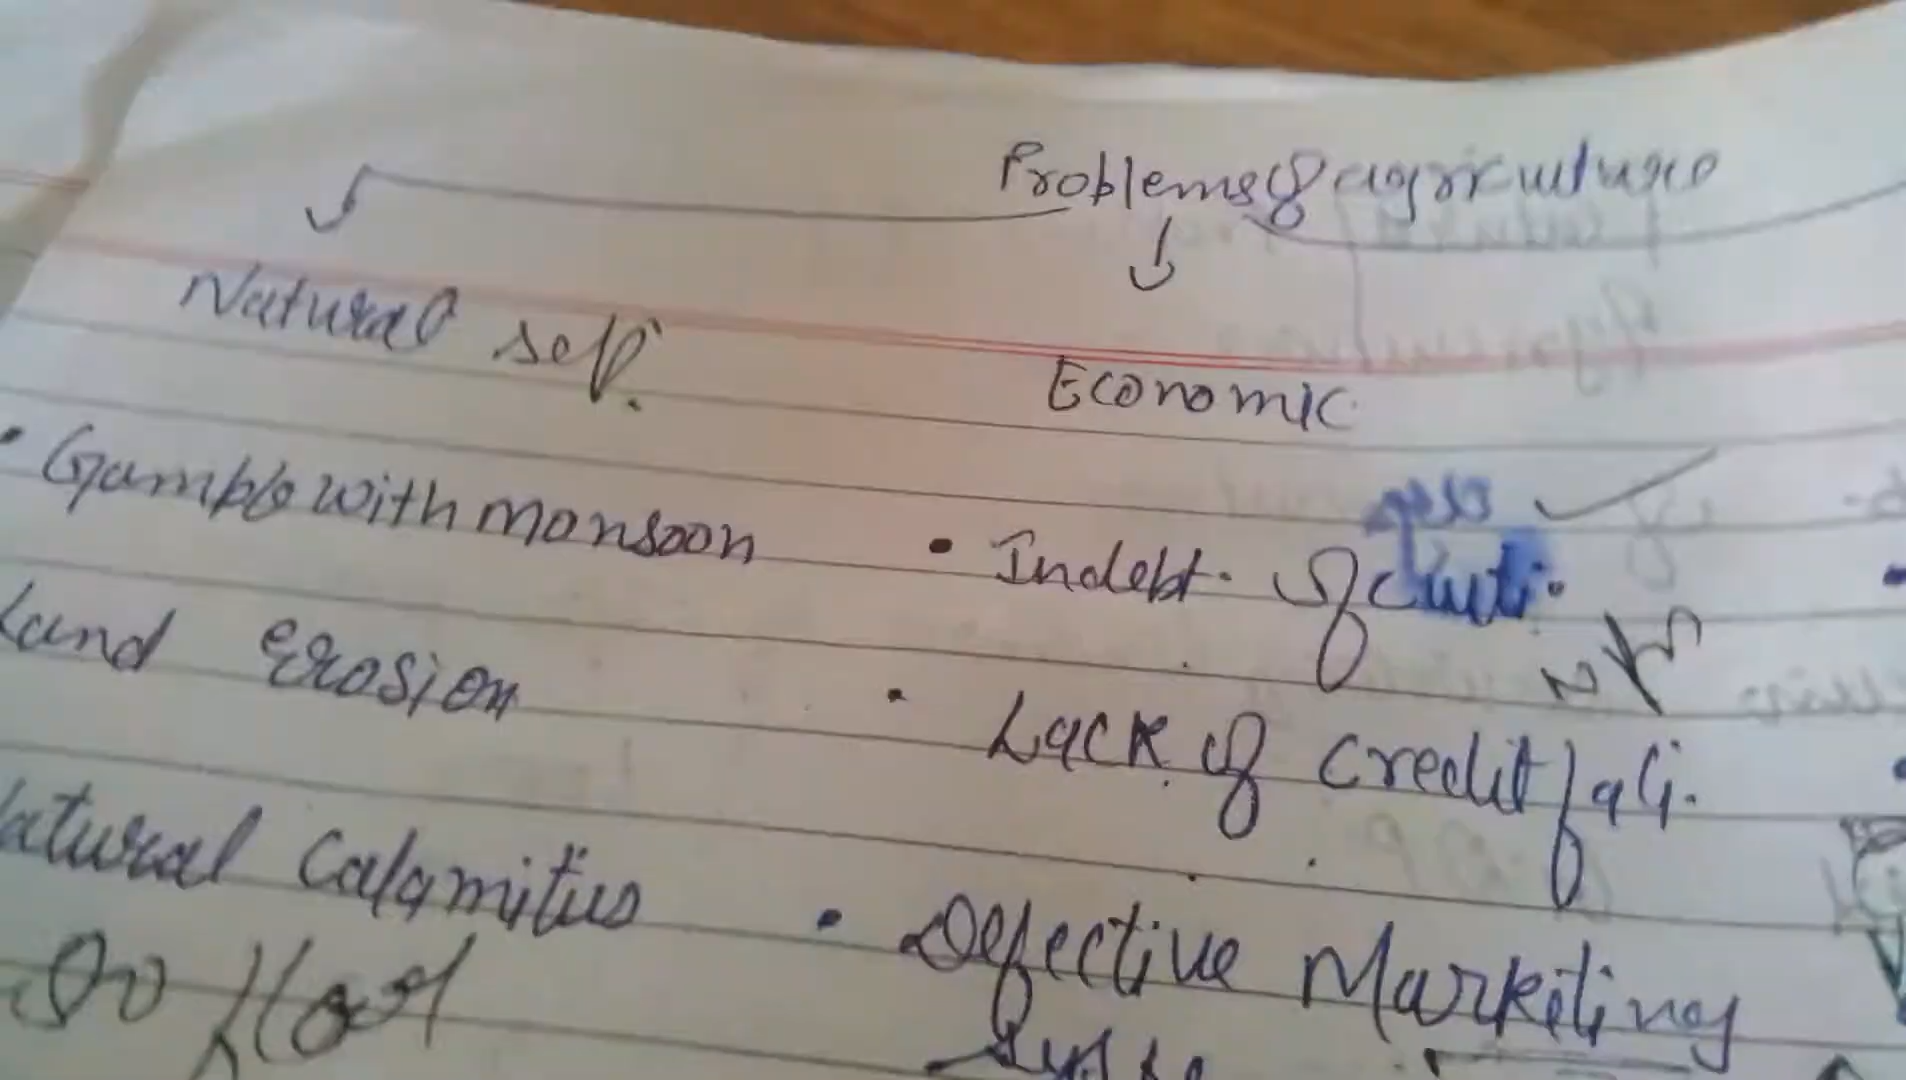 Problems of agriculture
Natural self.
Economic
• Gamble with monsoon
Land Erosion
Natural Calamities
flood
• Indebt. of
• Lack of credit fali.
• Defective Marketing